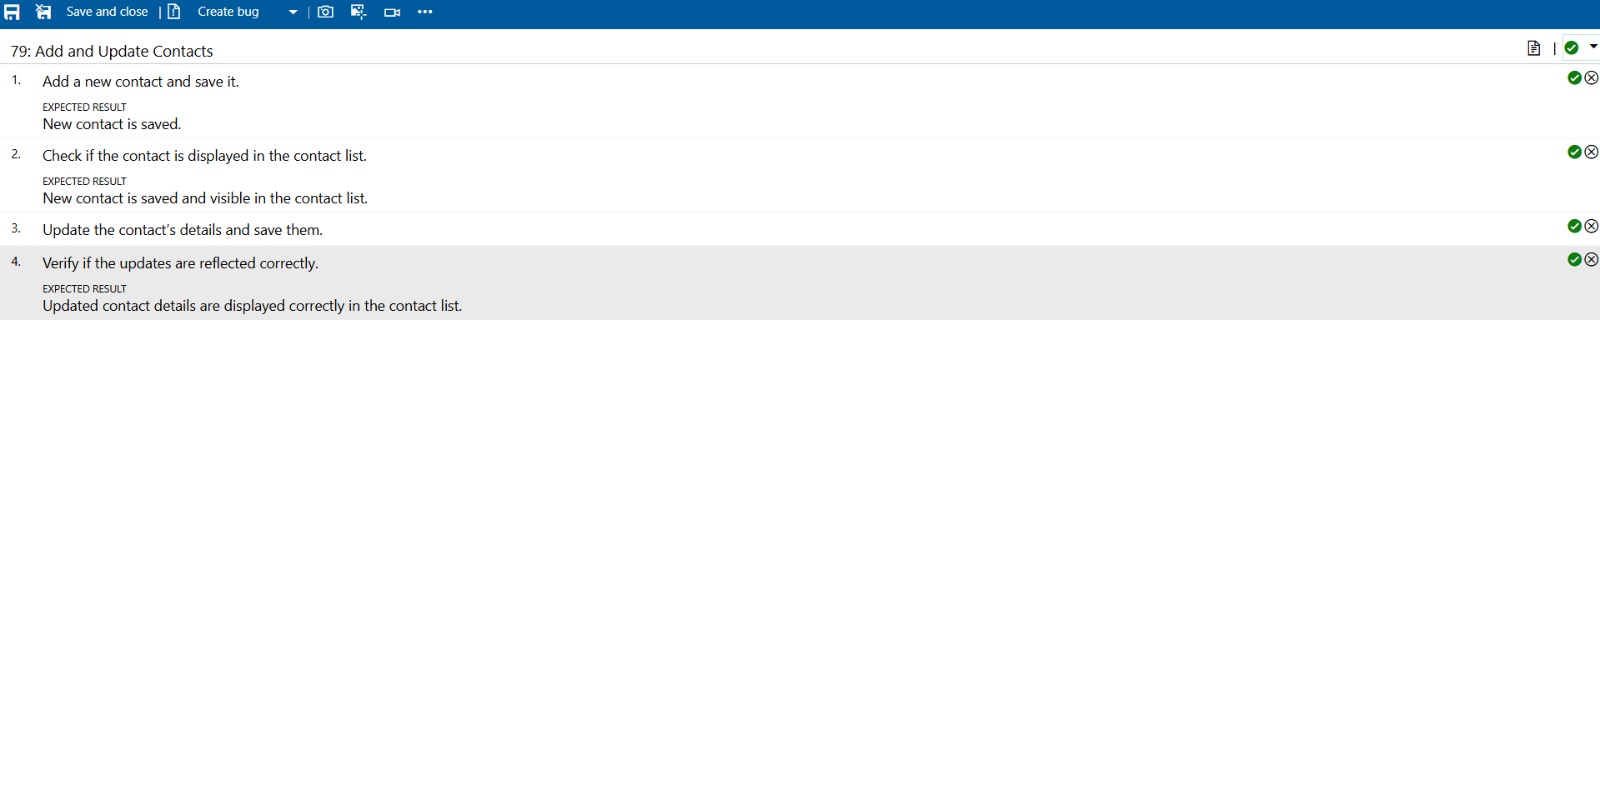 Save and close | Create bug |
79: Add and Update Contacts |
1. Add a new contact and save it.
EXPECTED RESULT
New contact is saved.
2. Check if the contact is displayed in the contact list.
EXPECTED RESULT
New contact is saved and visible in the contact list.
3. Update the contact's details and save them.
4. Verify if the updates are reflected correctly.
EXPECTED RESULT
Updated contact details are displayed correctly in the contact list.